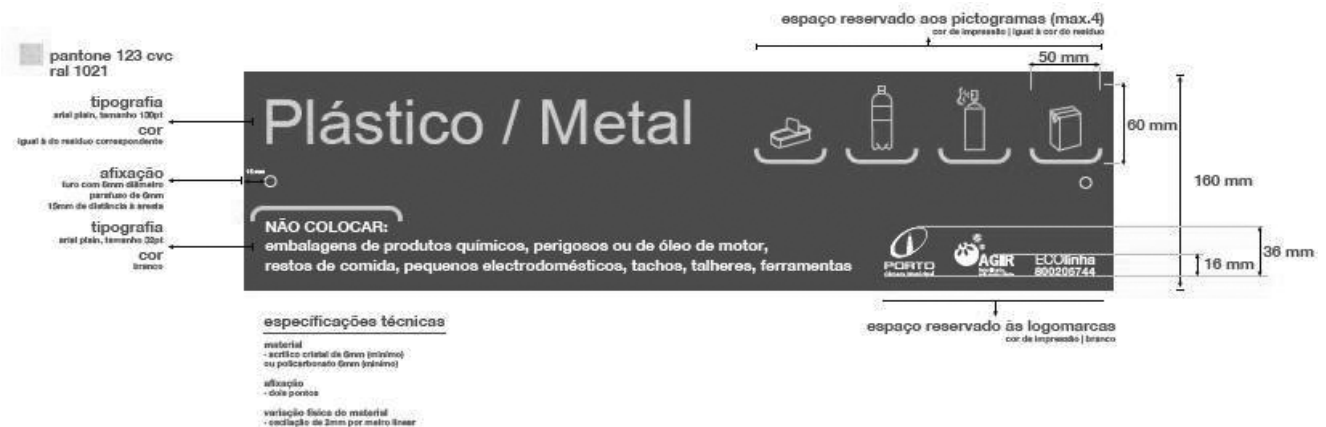 espaço reservado aos pictogramas (max.4)
cor de impressão | igual à cor do resíduo
50 mm
pantone 123 cvc
ral 1021
tipografia
arial plain, tamanho 130pt
cor
igual à do resíduo correspondente
Plástico / Metal
60 mm
afixação
furo com 6mm diâmetro
parafuso de 6mm
15mm de distância à aresta
15 mm
160 mm
tipografia
arial plain, tamanho 32pt
cor
branco
NÃO COLOCAR:
embalagens de produtos químicos, perigosos ou de óleo de motor,
restos de comida, pequenos electrodomésticos, tachos, talheres, ferramentas
PORTO
AGIR
ECOlinha
800205744
16 mm
36 mm
espaço reservado às logomarcas
cor de impressão | branco
específicações técnicas
material
- acrílico cristal de 6mm (mínimo)
ou policarbonato 6mm (mínimo)
afixação
- dois pontos
variação física do material
- oscilação de 2mm por metro linear